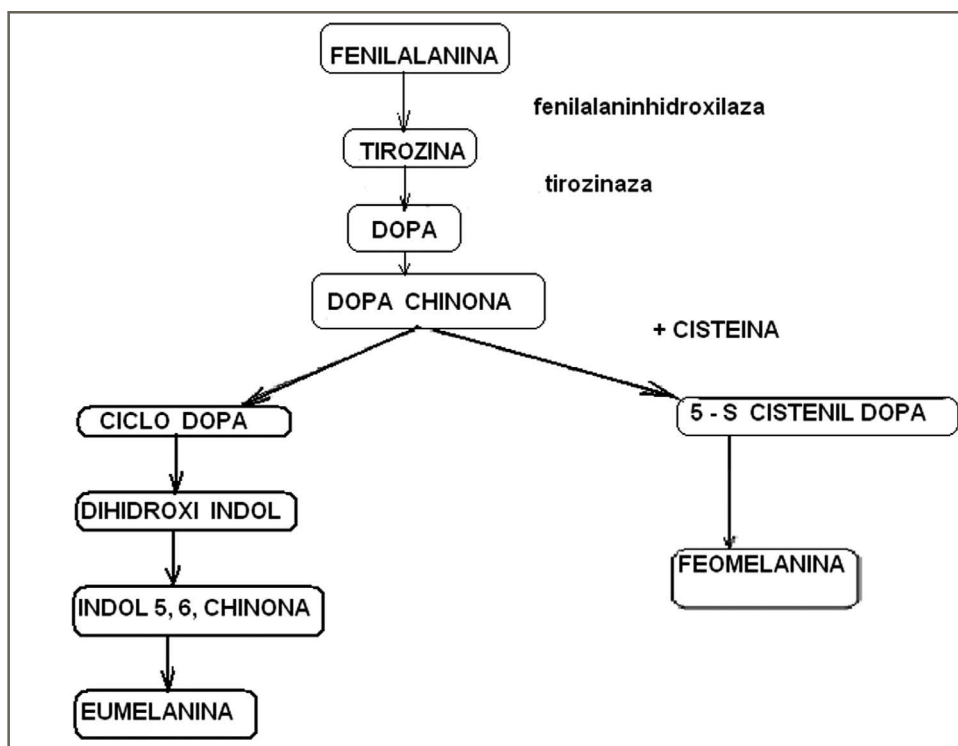 FENILALANINA
fenilalaninhidroxilaza
TIROZINA
tirozinaza
DOPA
DOPA CHINONA
+ CISTEINA
CICLO DOPA
5 - S CISTENIL DOPA
DIHIDROXI INDOL
FEOMELANINA
INDOL 5, 6, CHINONA
EUMELANINA